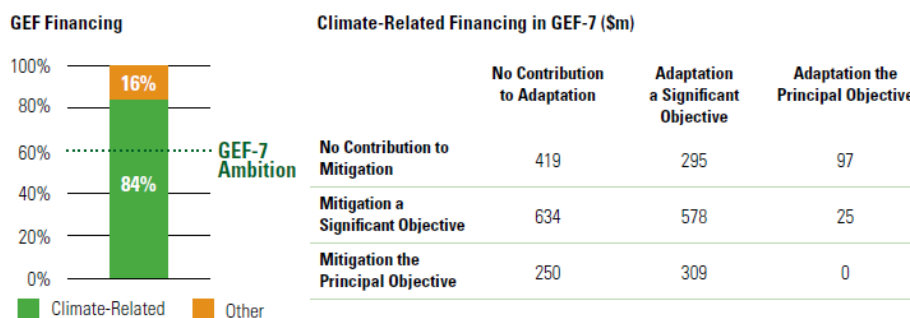 GEF Financing
100%
80%
60%
40%
20%
0%
16%
84%
GEF-7
Ambition
Climate-Related
Other
Climate-Related Financing in GEF-7 ($m)
No Contribution
to Adaptation
Adaptation
a Significant
Objective
Adaptation the
Principal Objective
No Contribution to
Mitigation
419
295
97
Mitigation a
Significant Objective
634
578
25
Mitigation the
Principal Objective
250
309
0